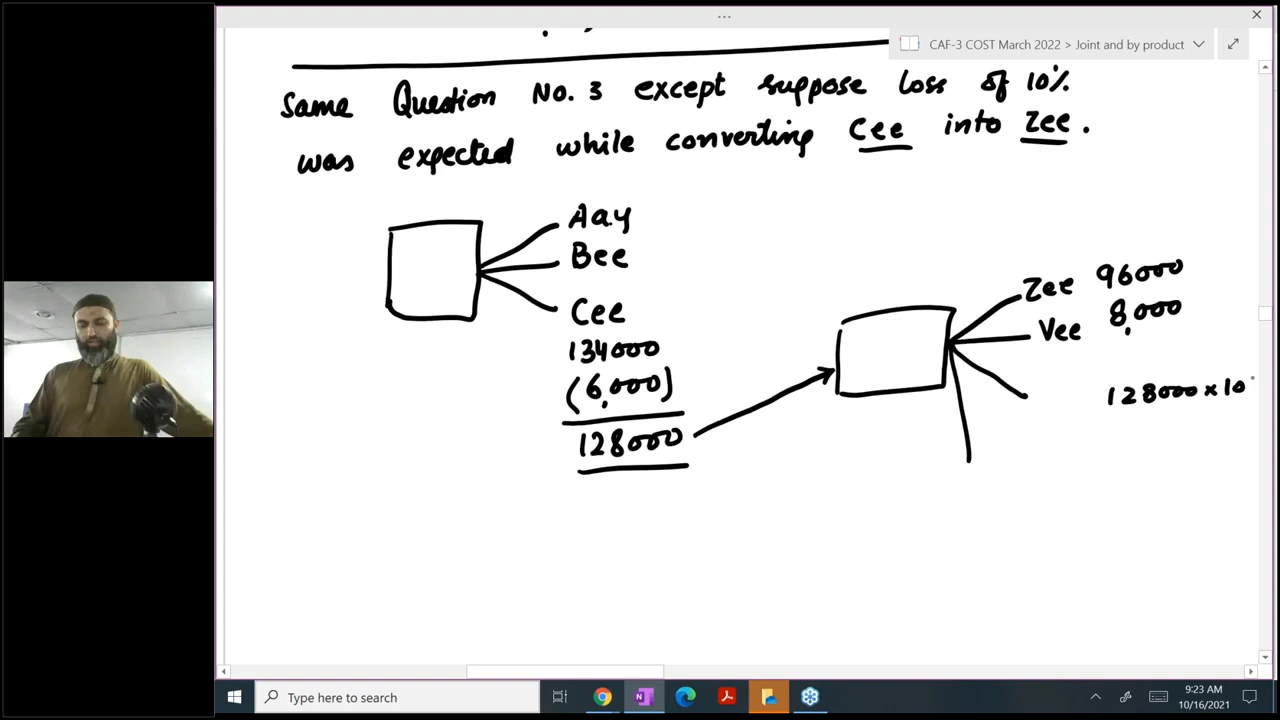 CAF-3 COST March 2022 > Joint and by product
Same Question No. 3 except suppose loss of 10%
was expected while converting Cee into Zee.
Aay
Bee
Cee
134000
(6,000)
128000
Zee 96000
Vee 8,000
128000 x 10
Type here to search
9:23 AM
10/16/2021